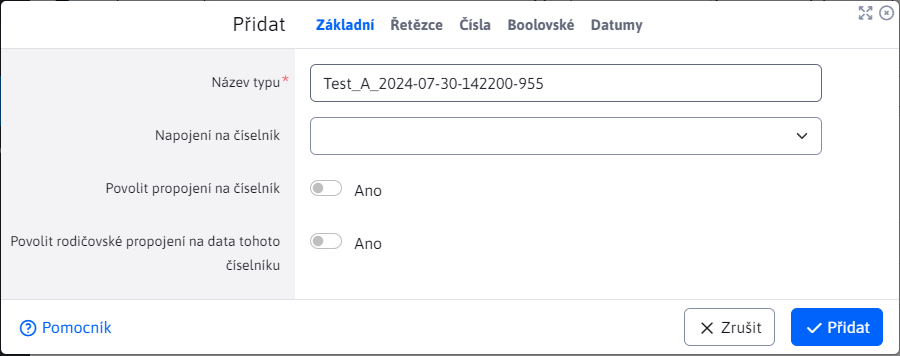 Přidat Základní Řetězce Čísla Boolovské Datumy
Název typu* Test_A_2024-07-30-142200-955
Napojení na číselník
Povolit propojení na číselník Ano
Povolit rodičovské propojení na data tohoto číselníku Ano
Pomocník Zrušit Přidat